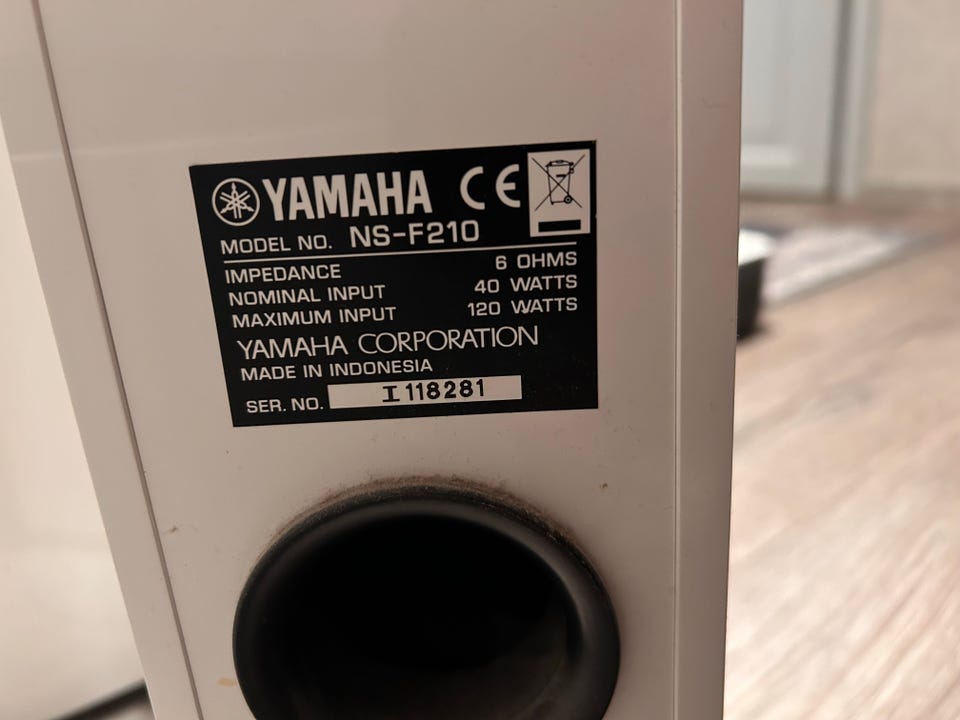 YAMAHA CE
MODEL NO. NS-F210
IMPEDANCE 6 OHMS
NOMINAL INPUT 40 WATTS
MAXIMUM INPUT 120 WATTS
YAMAHA CORPORATION
MADE IN INDONESIA
SER. NO. I118281